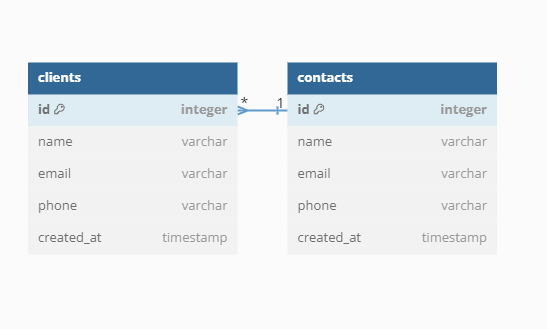 clients
id integer
name varchar
email varchar
phone varchar
created_at timestamp
* 1
contacts
id integer
name varchar
email varchar
phone varchar
created_at timestamp